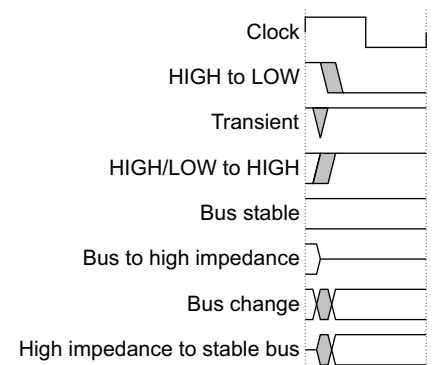 Clock
HIGH to LOW
Transient
HIGH/LOW to HIGH
Bus stable
Bus to high impedance
Bus change
High impedance to stable bus